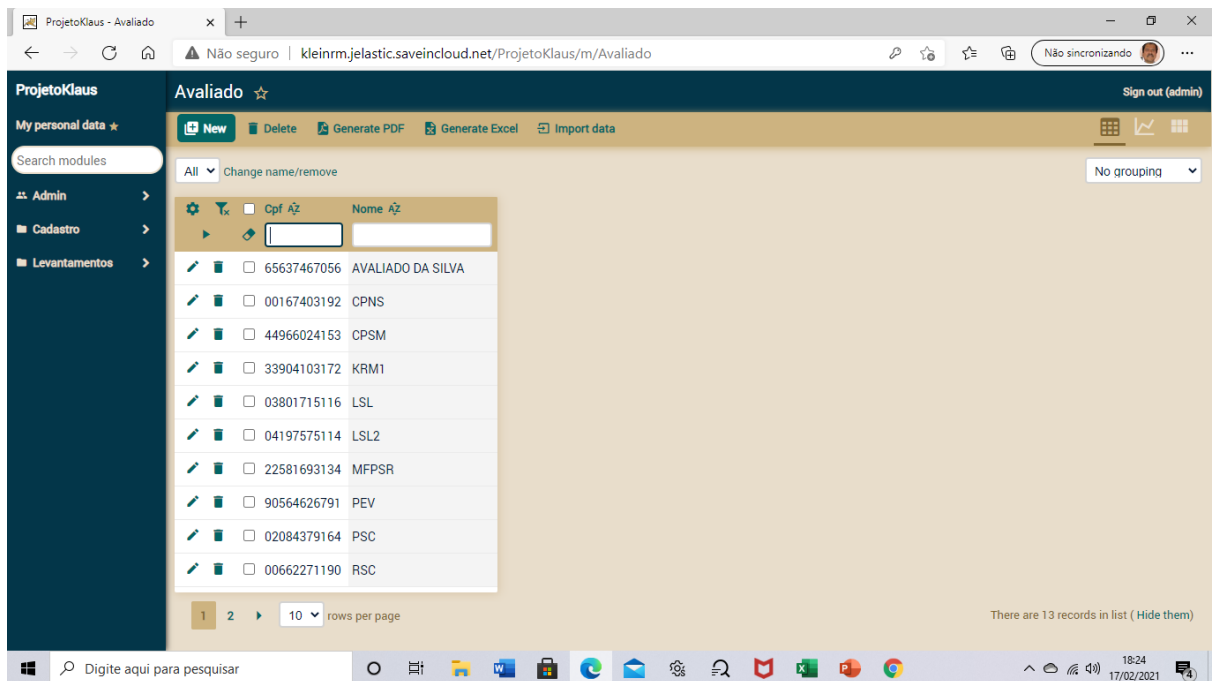 ProjetoKlaus - Avaliado
Não seguro | kleinrm.jelastic.saveincloud.net/ProjetoKlaus/m/Avaliado
Não sincronizando
ProjetoKlaus
Avaliado
Sign out (admin)
My personal data
New
Delete
Generate PDF
Generate Excel
Import data
Search modules
All
Change name/remove
No grouping
Admin
Cadastro
Levantamentos
Cpf
Nome
65637467056 AVALIADO DA SILVA
00167403192 CPNS
44966024153 CPSM
33904103172 KRM1
03801715116 LSL
04197575114 LSL2
22581693134 MFPSR
90564626791 PEV
02084379164 PSC
00662271190 RSC
1 2
10 rows per page
There are 13 records in list ( Hide them)
Digite aqui para pesquisar
18:24
17/02/2021
4